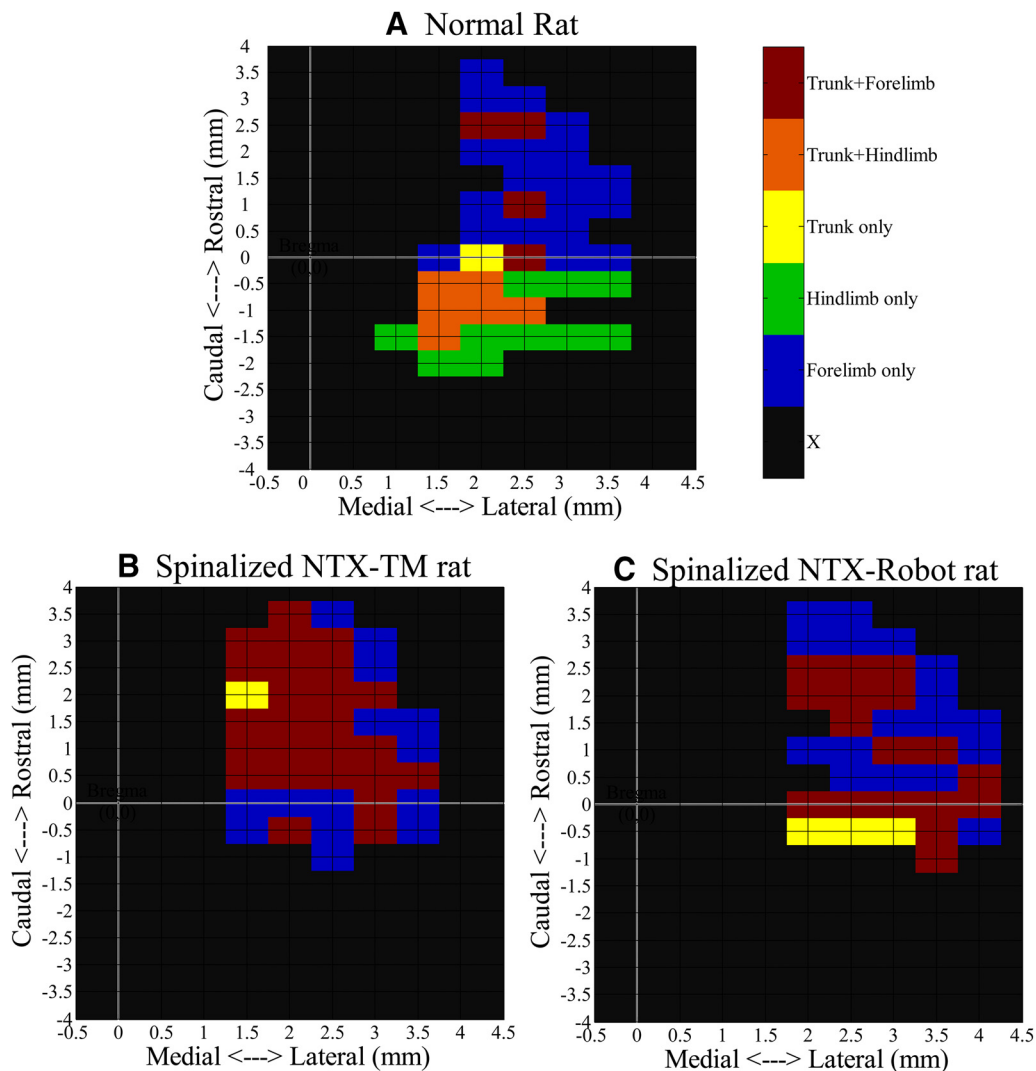 A Normal Rat
Caudal <---> Rostral (mm)
4
3.5
3
2.5
2
1.5
1
0.5
0
-0.5
-1
-1.5
-2
-2.5
-3
-3.5
-4
Bregma
(0,0)
-0.5 0 0.5 1 1.5 2 2.5 3 3.5 4 4.5
Medial <---> Lateral (mm)
Trunk+Forelimb
Trunk+Hindlimb
Trunk only
Hindlimb only
Forelimb only
X
B Spinalized NTX-TM rat
Caudal <---> Rostral (mm)
4
3.5
3
2.5
2
1.5
1
0.5
0
-0.5
-1
-1.5
-2
-2.5
-3
-3.5
-4
Bregma
(0,0)
-0.5 0 0.5 1 1.5 2 2.5 3 3.5 4 4.5
Medial <---> Lateral (mm)
C Spinalized NTX-Robot rat
Caudal <---> Rostral (mm)
4
3.5
3
2.5
2
1.5
1
0.5
0
-0.5
-1
-1.5
-2
-2.5
-3
-3.5
-4
Bregma
(0,0)
-0.5 0 0.5 1 1.5 2 2.5 3 3.5 4 4.5
Medial <---> Lateral (mm)